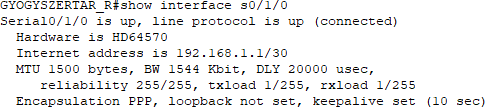 GYOGYSZERTAR_R#show interface s0/1/0
Serial0/1/0 is up, line protocol is up (connected)
Hardware is HD64570
Internet address is 192.168.1.1/30
MTU 1500 bytes, BW 1544 Kbit, DLY 20000 usec,
reliability 255/255, txload 1/255, rxload 1/255
Encapsulation PPP, loopback not set, keepalive set (10 sec)